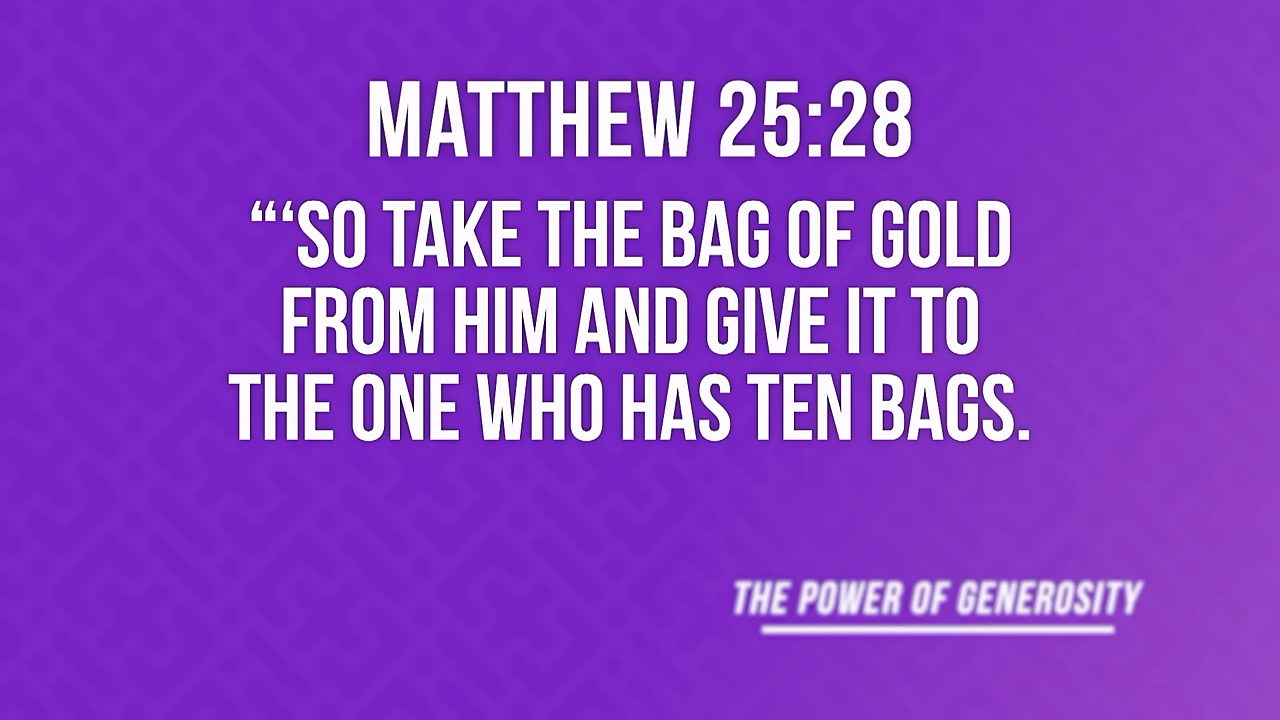 MATTHEW 25:28
“‘SO TAKE THE BAG OF GOLD
FROM HIM AND GIVE IT TO
THE ONE WHO HAS TEN BAGS.
THE POWER OF GENEROSITY